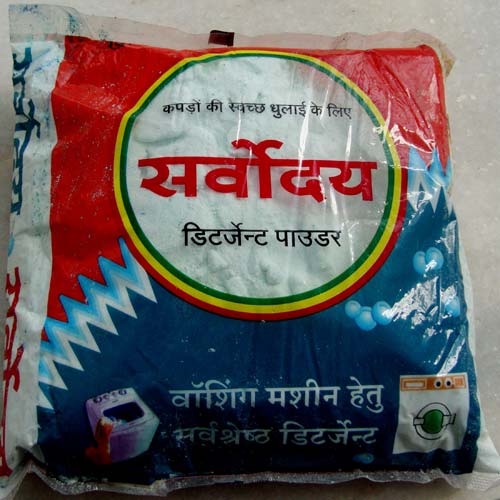 कपड़ों की स्वच्छ धुलाई के लिए
सर्वोदय
डिटर्जेन्ट पाउडर
वॉशिंग मशीन हेतु
सर्वश्रेष्ठ डिटर्जेन्ट